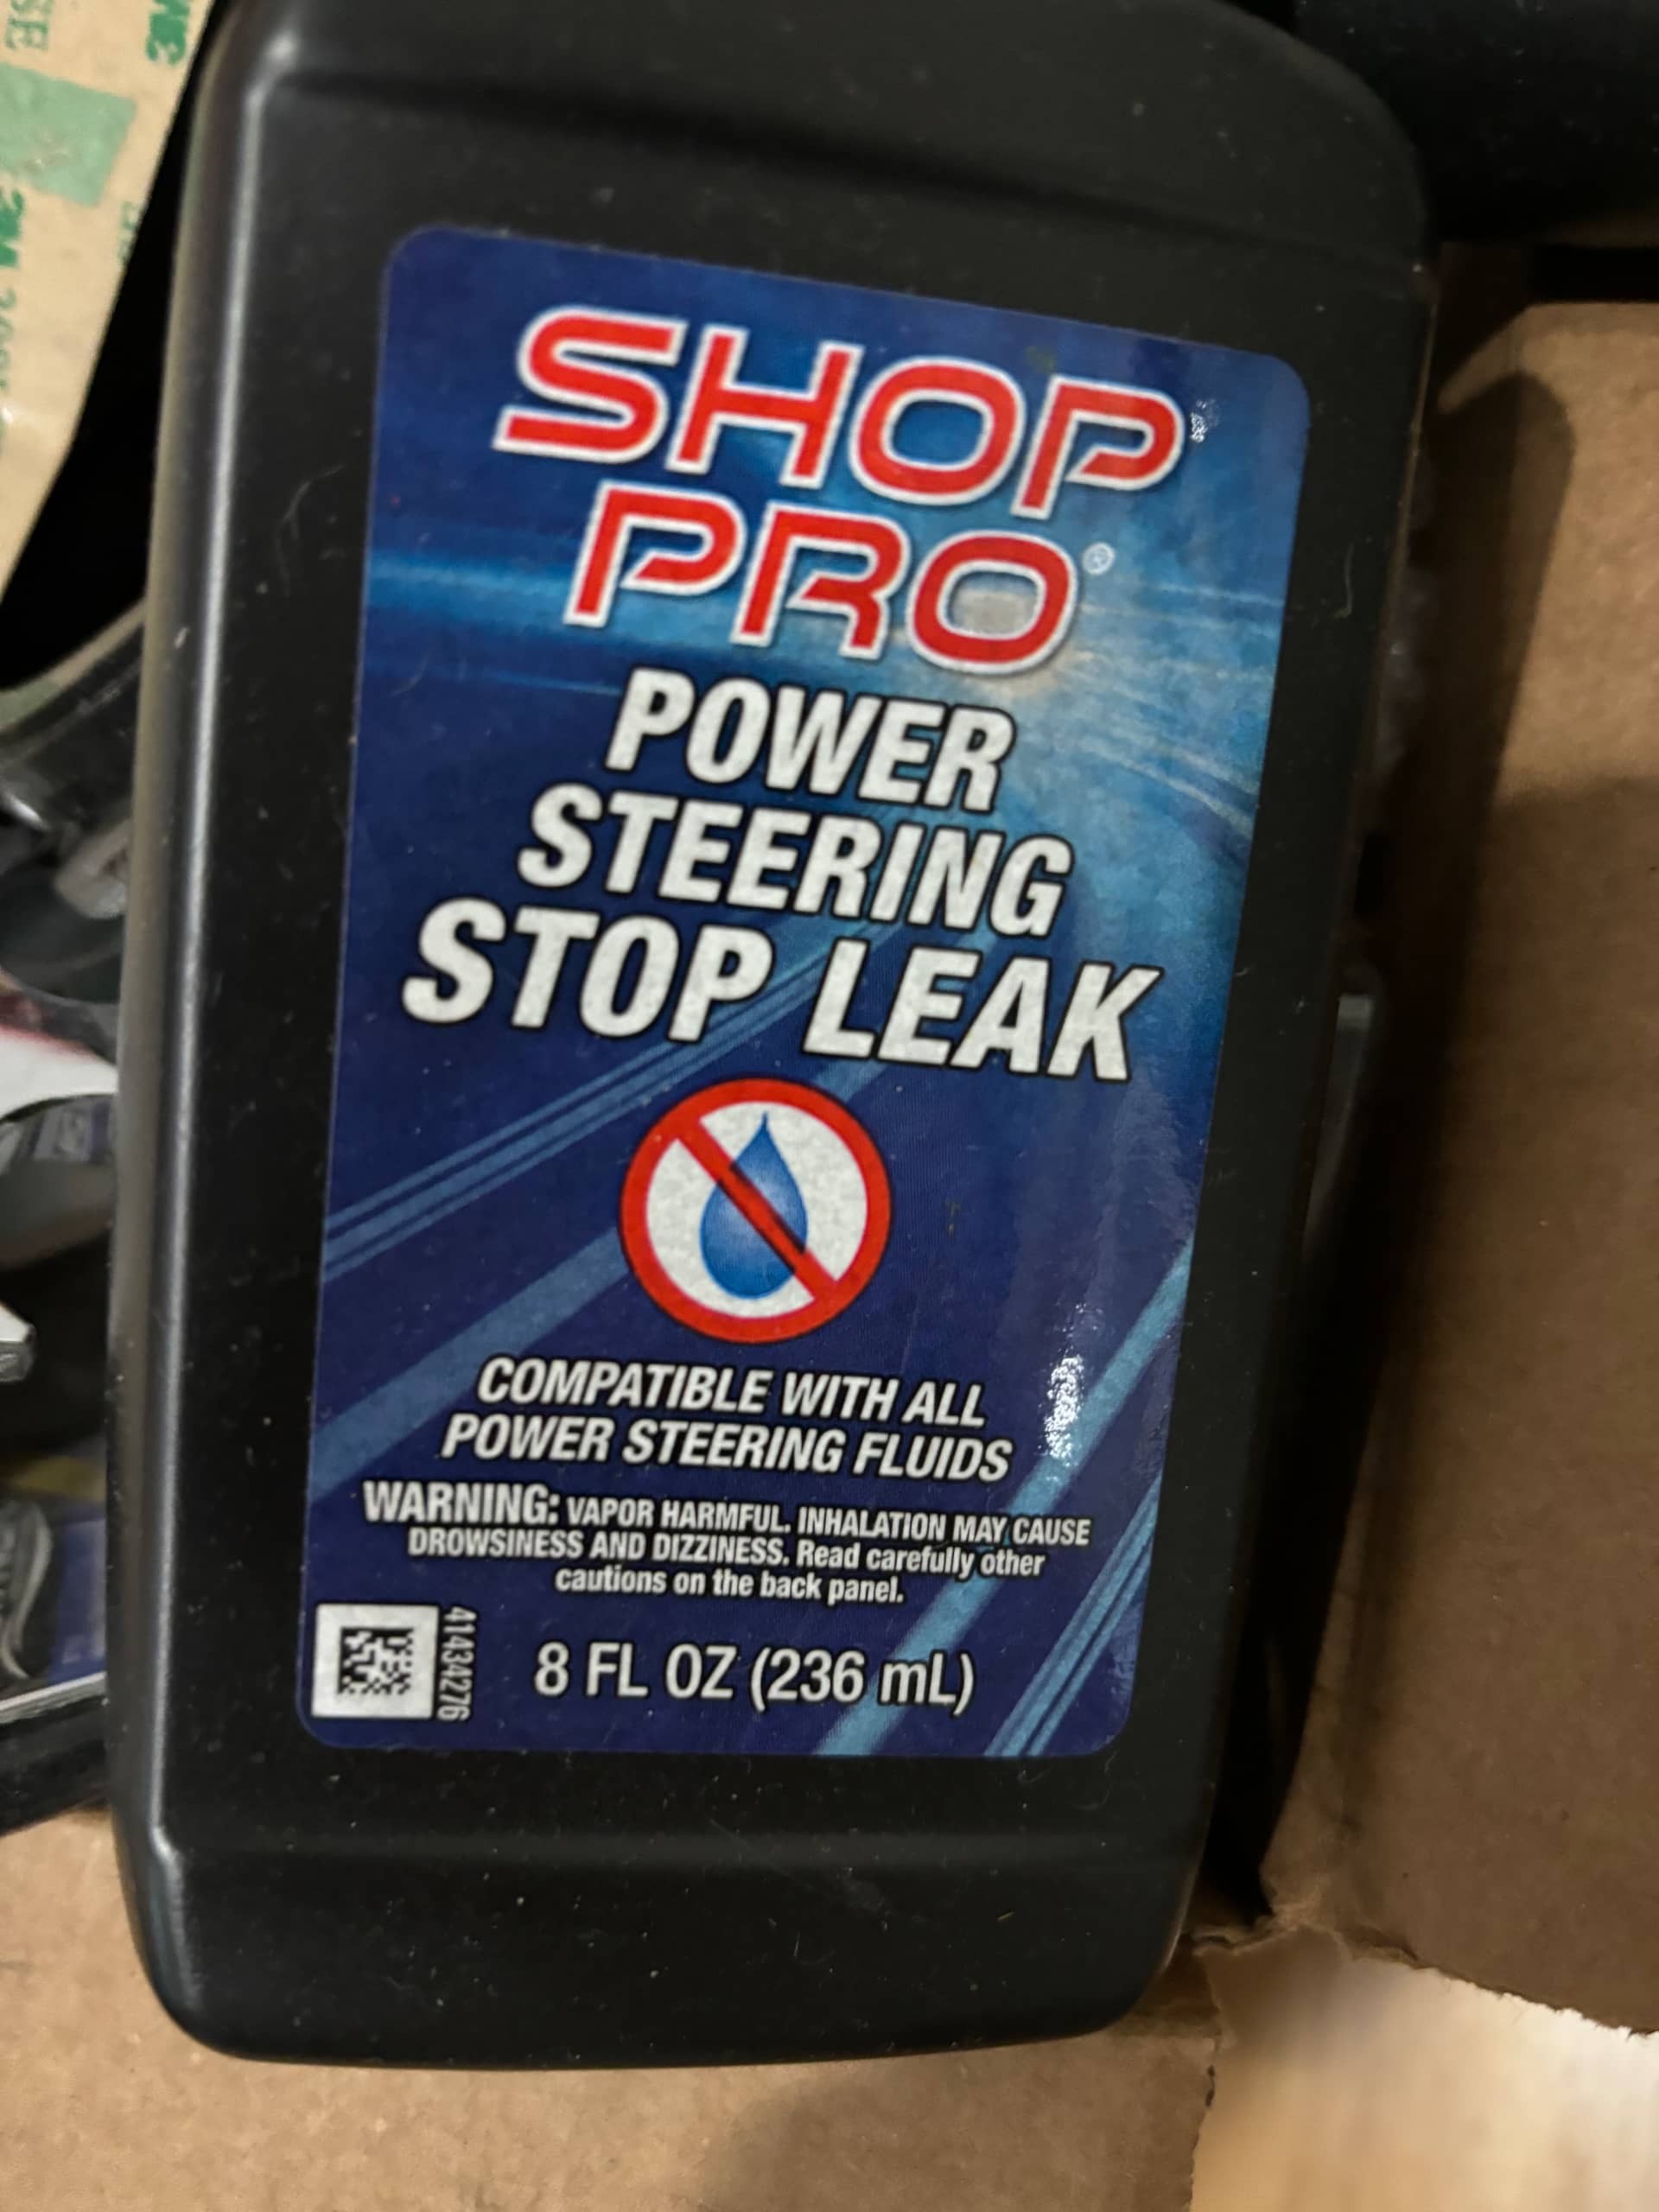 SHOP
PRO®
POWER
STEERING
STOP LEAK
COMPATIBLE WITH ALL
POWER STEERING FLUIDS
WARNING: VAPOR HARMFUL. INHALATION MAY CAUSE
DROWSINESS AND DIZZINESS. Read carefully other
cautions on the back panel.
41434276
8 FL OZ (236 mL)